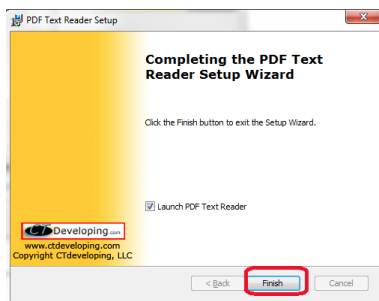 PDF Text Reader Setup
Completing the PDF Text
Reader Setup Wizard
Click the Finish button to exit the Setup Wizard.
Launch PDF Text Reader
CTDeveloping.com
www.ctdeveloping.com
Copyright CTdeveloping, LLC
< Back
Finish
Cancel